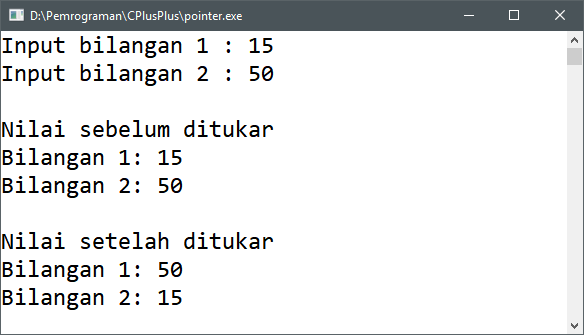 D:\Pemrograman\CPlusPlus\pointer.exe
Input bilangan 1 : 15
Input bilangan 2 : 50
Nilai sebelum ditukar
Bilangan 1: 15
Bilangan 2: 50
Nilai setelah ditukar
Bilangan 1: 50
Bilangan 2: 15